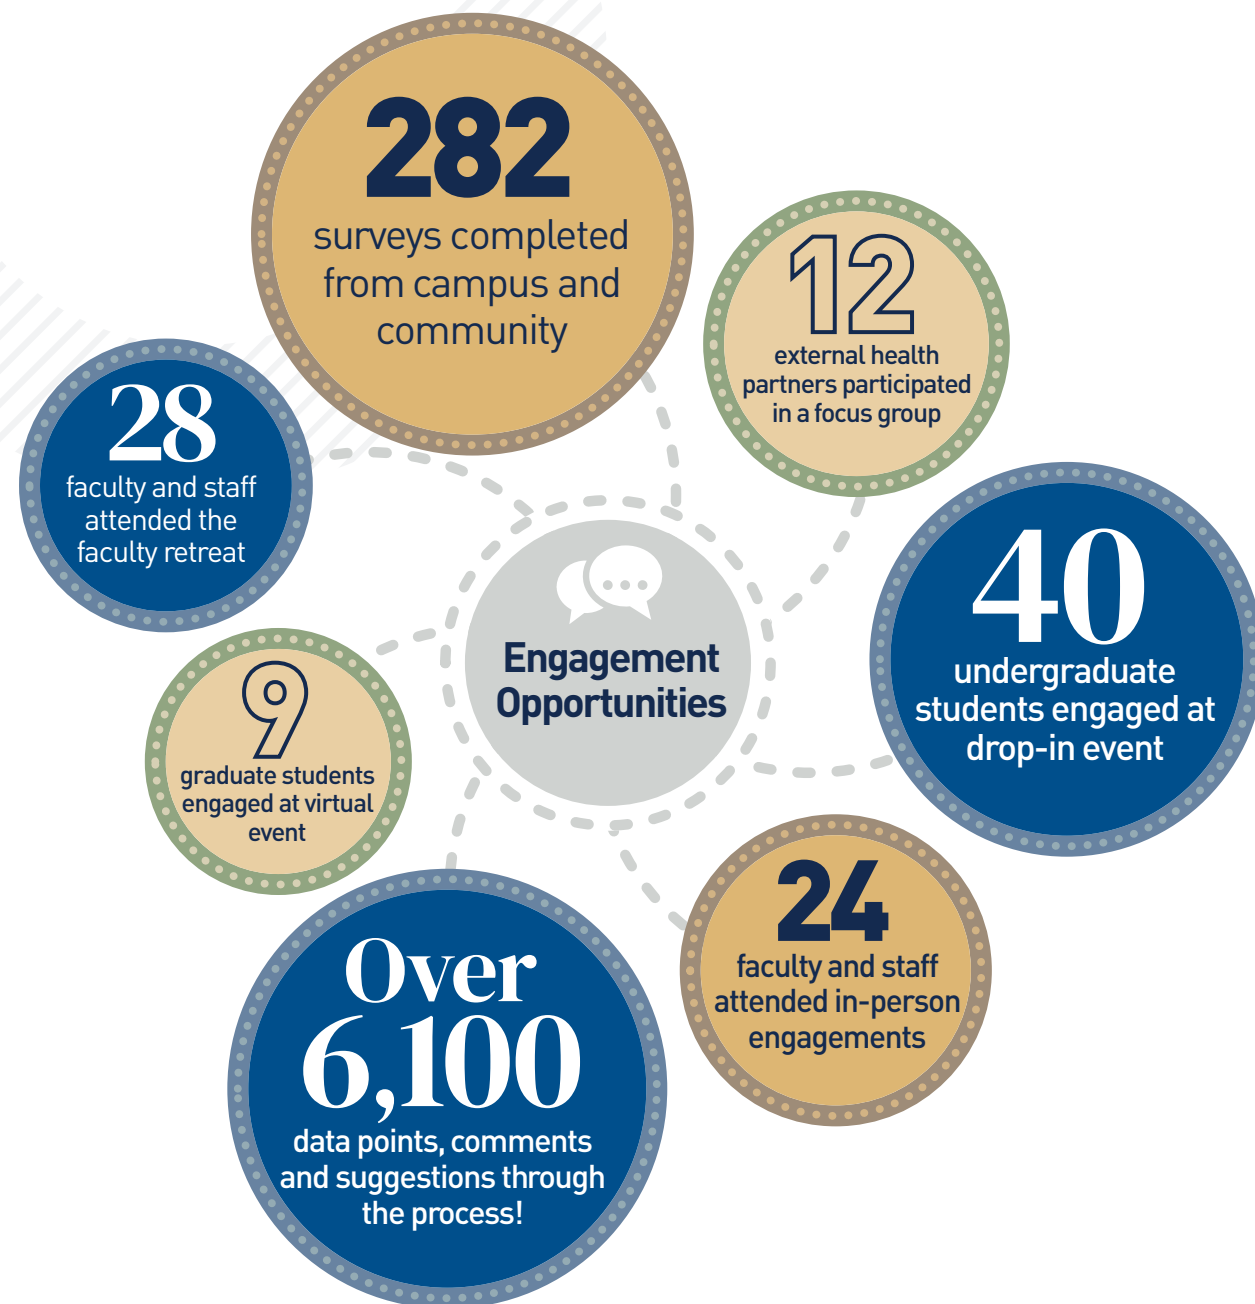 282
surveys completed
from campus and
community
12
external health
partners participated
in a focus group
28
faculty and staff
attended the
faculty retreat
40
undergraduate
students engaged at
drop-in event
Engagement
Opportunities
9
graduate students
engaged at virtual
event
24
faculty and staff
attended in-person
engagements
Over
6,100
data points, comments
and suggestions through
the process!